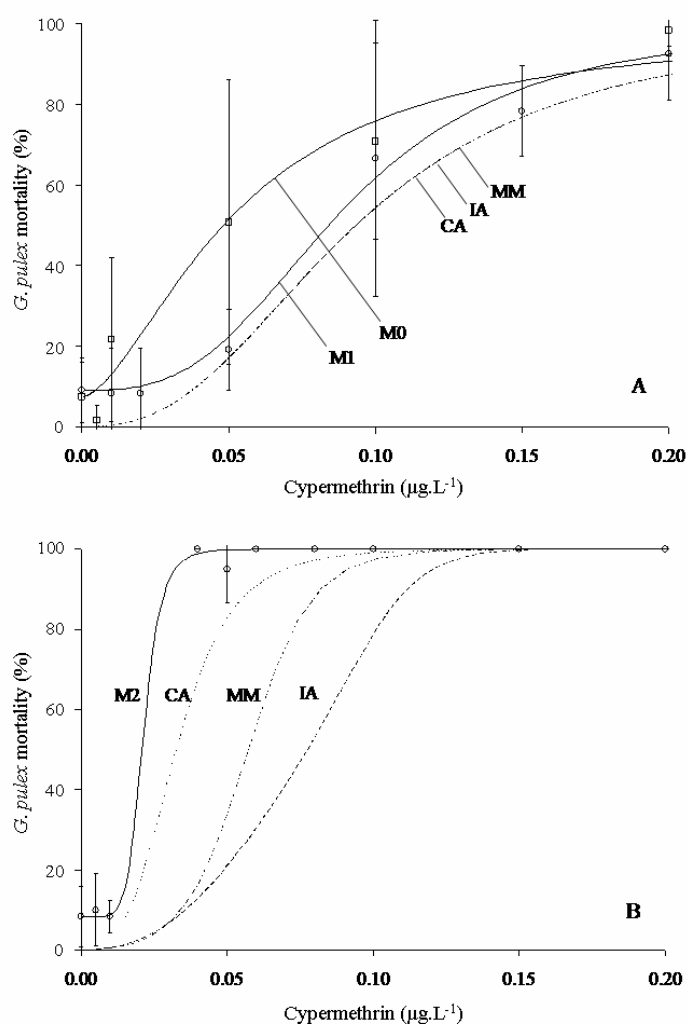 100
80
60
40
20
0
G. pulex mortality (%)
MM
IA
CA
M0
M1
A
0.00 0.05 0.10 0.15 0.20
Cypermethrin (µg.L-1)
100
80
60
40
20
0
G. pulex mortality (%)
M2 CA MM IA
B
0.00 0.05 0.10 0.15 0.20
Cypermethrin (µg.L-1)